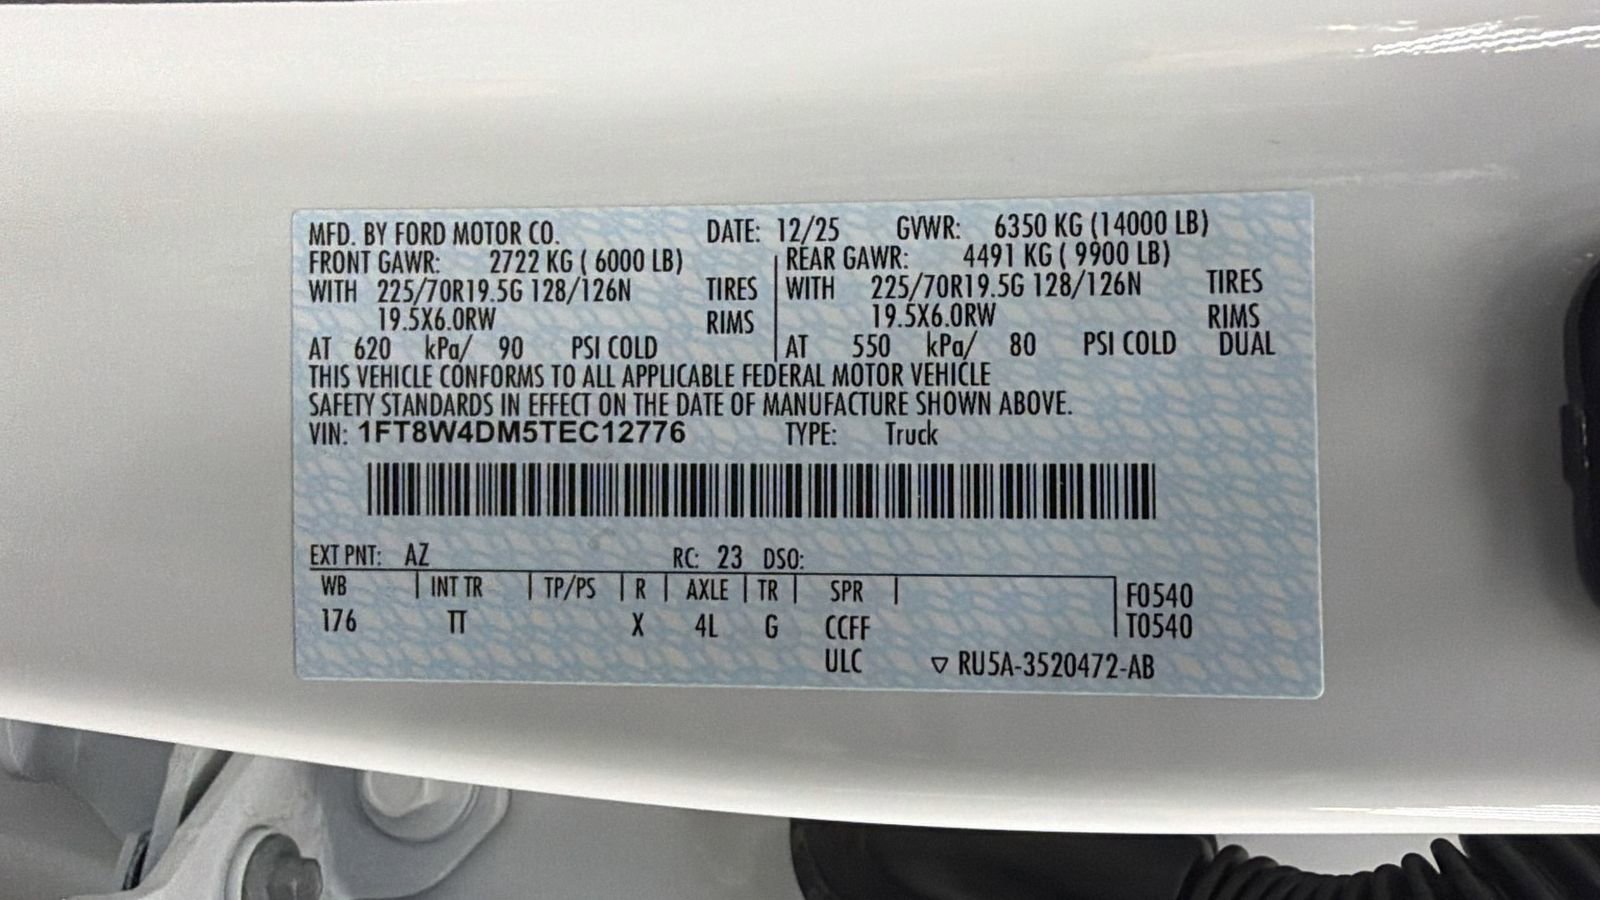 MFD. BY FORD MOTOR CO. DATE: 12/25 GVWR: 6350 KG (14000 LB)
FRONT GAWR: 2722 KG ( 6000 LB) REAR GAWR: 4491 KG ( 9900 LB)
WITH 225/70R19.5G 128/126N TIRES WITH 225/70R19.5G 128/126N TIRES
19.5X6.0RW RIMS 19.5X6.0RW RIMS
AT 620 kPa/ 90 PSI COLD AT 550 kPa/ 80 PSI COLD DUAL
THIS VEHICLE CONFORMS TO ALL APPLICABLE FEDERAL MOTOR VEHICLE
SAFETY STANDARDS IN EFFECT ON THE DATE OF MANUFACTURE SHOWN ABOVE.
VIN: 1FT8W4DM5TEC12776 TYPE: Truck
EXT PNT: AZ RC: 23 DSO:
WB INT TR TP/PS R AXLE TR SPR F0540
176 TT X 4L G CCFF T0540
ULC ▽ RU5A-3520472-AB